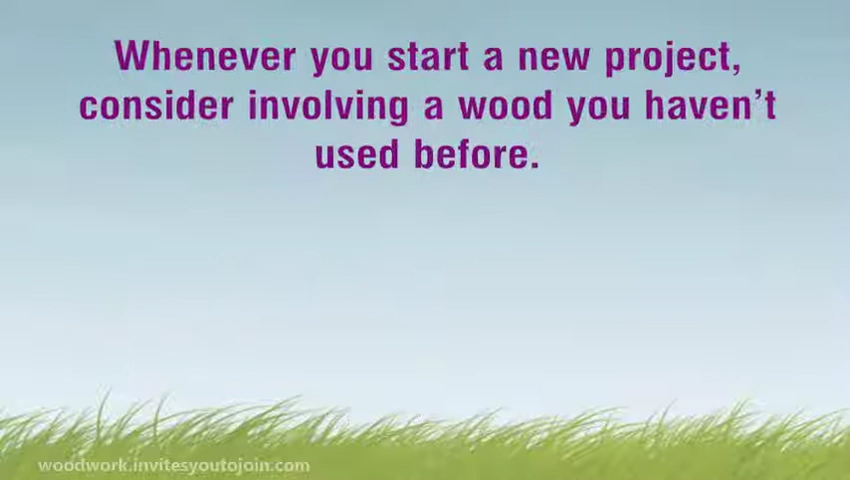 Whenever you start a new project,
consider involving a wood you haven’t
used before.
woodwork.invitesyoutojoin.com